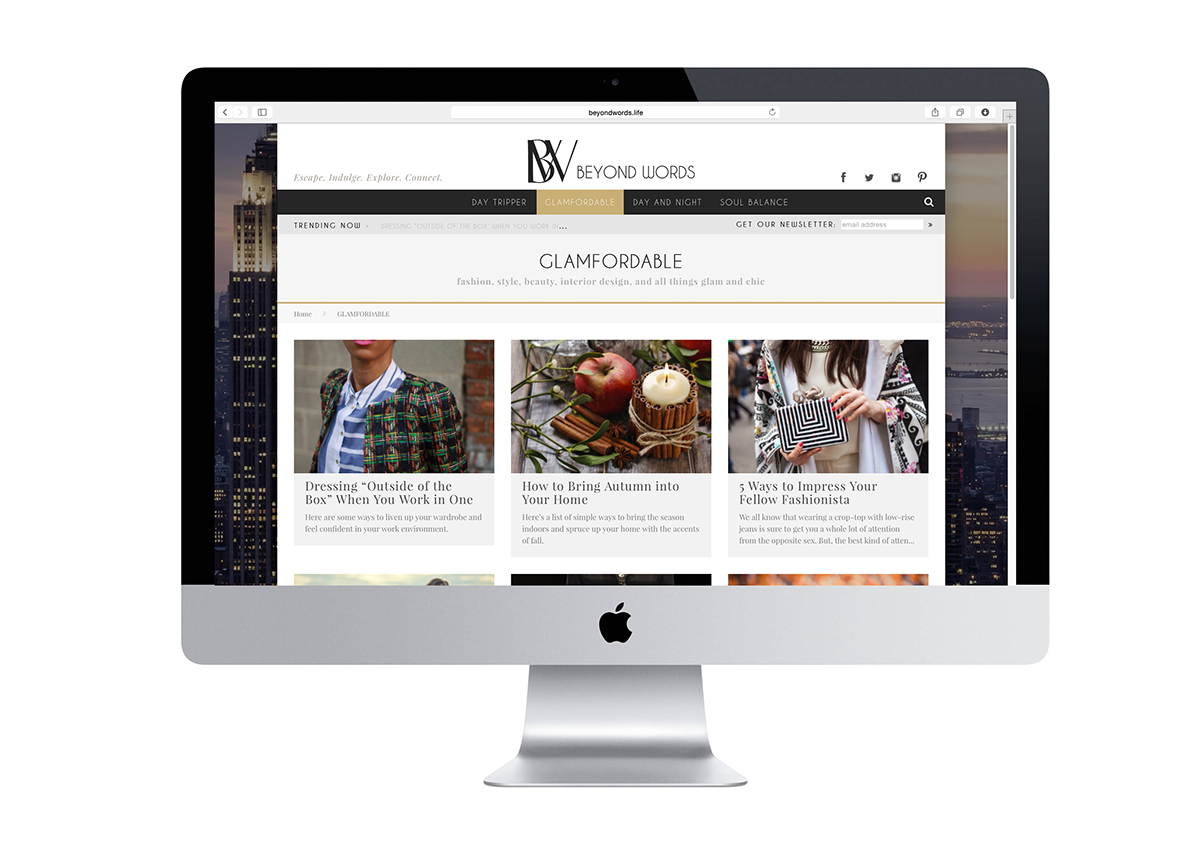 beyondwords.life
BW BEYOND WORDS
Escape. Indulge. Explore. Connect.
DAY TRIPPER GLAMFORDABLE DAY AND NIGHT SOUL BALANCE
TRENDING NOW DRESSING "OUTSIDE OF THE BOX" WHEN YOU WORK IN... GET OUR NEWSLETTER: email address »
GLAMFORDABLE
fashion, style, beauty, interior design, and all things glam and chic
Home > GLAMFORDABLE
Dressing “Outside of the
Box” When You Work in One
Here are some ways to liven up your wardrobe and
feel confident in your work environment.
How to Bring Autumn into
Your Home
Here's a list of simple ways to bring the season
indoors and spruce up your home with the accents
of fall.
5 Ways to Impress Your
Fellow Fashionista
We all know that wearing a crop-top with low-rise
jeans is sure to get you a whole lot of attention
from the opposite sex. But, the best kind of atten...